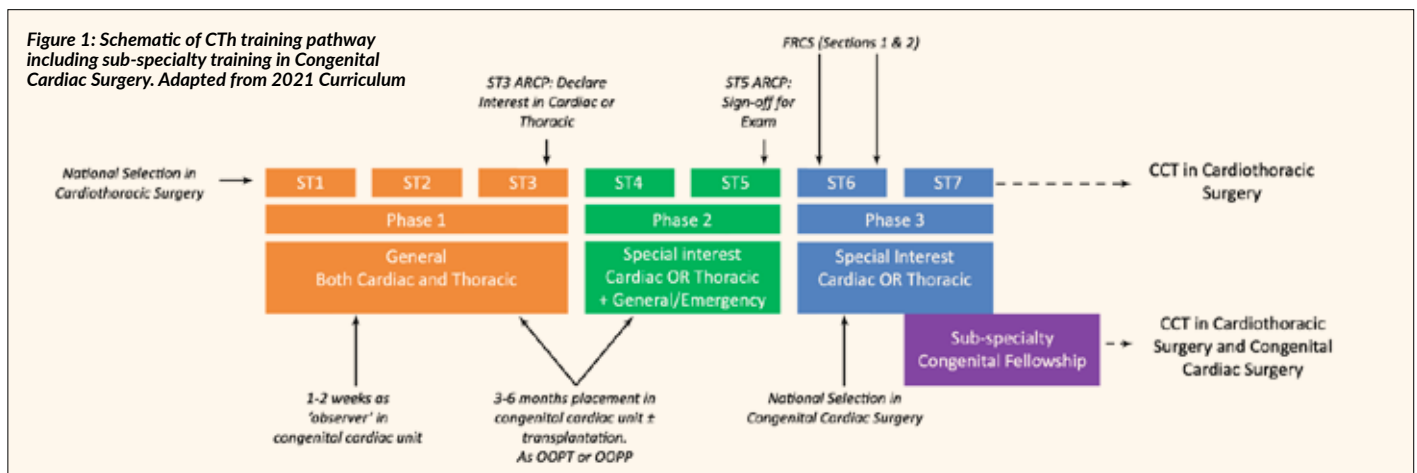 Figure 1: Schematic of CTh training pathway
including sub-specialty training in Congenital
Cardiac Surgery. Adapted from 2021 Curriculum
FRCS (Sections 1 & 2)
ST3 ARCP: Declare
Interest in Cardiac or
Thoracic
ST5 ARCP:
Sign-off for
Exam
National Selection in
Cardiothoracic Surgery
ST1
ST2
ST3
ST4
ST5
ST6
ST7
CCT in Cardiothoracic
Surgery
Phase 1
Phase 2
Phase 3
General
Both Cardiac and Thoracic
Special interest
Cardiac OR Thoracic
+ General/Emergency
Special Interest
Cardiac OR Thoracic
Sub-specialty
Congenital Fellowship
CCT in Cardiothoracic
Surgery and Congenital
Cardiac Surgery
1-2 weeks as
'observer' in
congenital cardiac unit
3-6 months placement in
congenital cardiac unit ±
transplantation.
As OOPT or OOPP
National Selection in
Congenital Cardiac Surgery